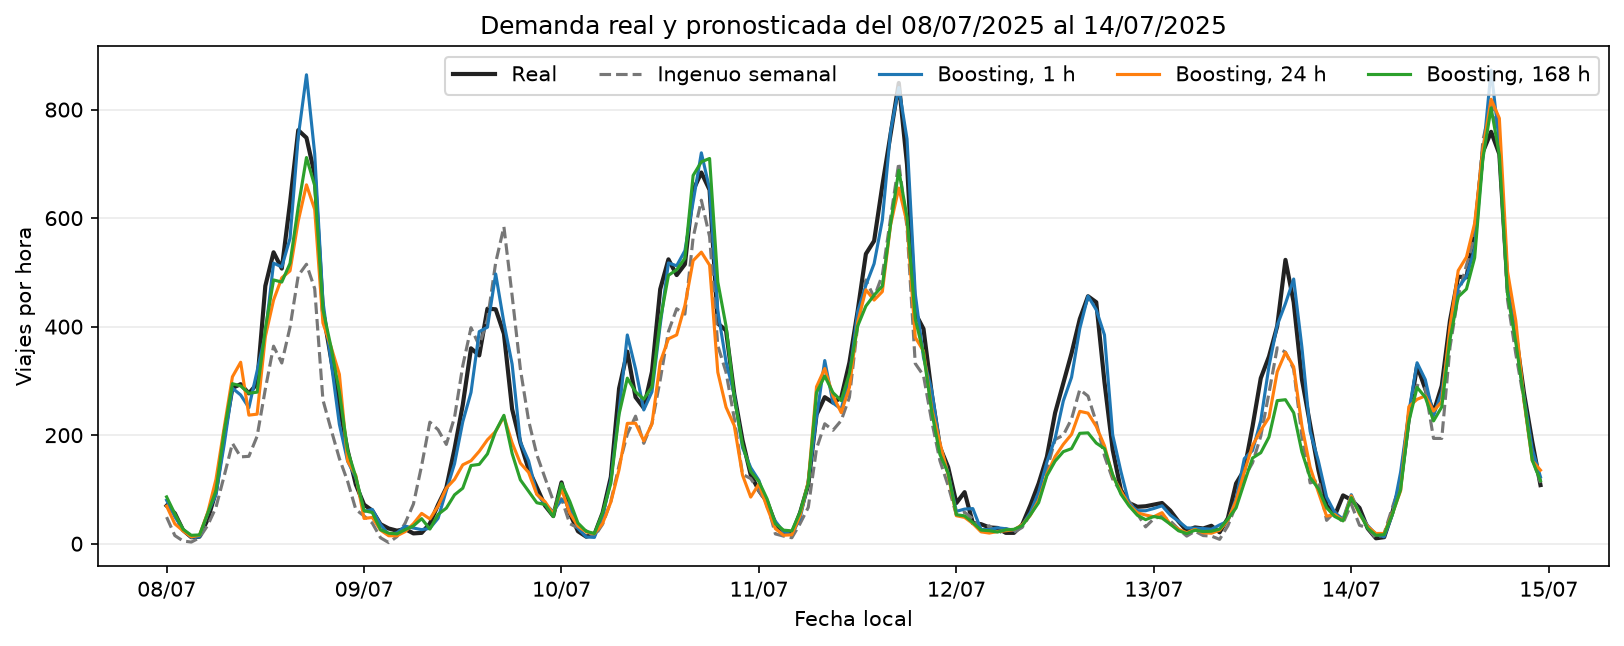 Demanda real y pronosticada del 08/07/2025 al 14/07/2025
Real Ingenuo semanal Boosting, 1 h Boosting, 24 h Boosting, 168 h
Viajes por hora
800
600
400
200
0
08/07 09/07 10/07 11/07 12/07 13/07 14/07 15/07
Fecha local